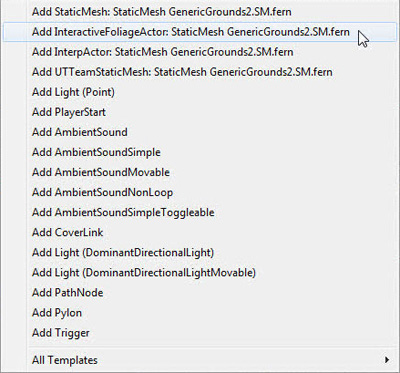 Add StaticMesh: StaticMesh GenericGrounds2.SM.fern
Add InteractiveFoliageActor: StaticMesh GenericGrounds2.SM.fern
Add InterpActor: StaticMesh GenericGrounds2.SM.fern
Add UTTeamStaticMesh: StaticMesh GenericGrounds2.SM.fern
Add Light (Point)
Add PlayerStart
Add AmbientSound
Add AmbientSoundSimple
Add AmbientSoundMovable
Add AmbientSoundNonLoop
Add AmbientSoundSimpleToggleable
Add CoverLink
Add Light (DominantDirectionalLight)
Add Light (DominantDirectionalLightMovable)
Add PathNode
Add Pylon
Add Trigger
All Templates